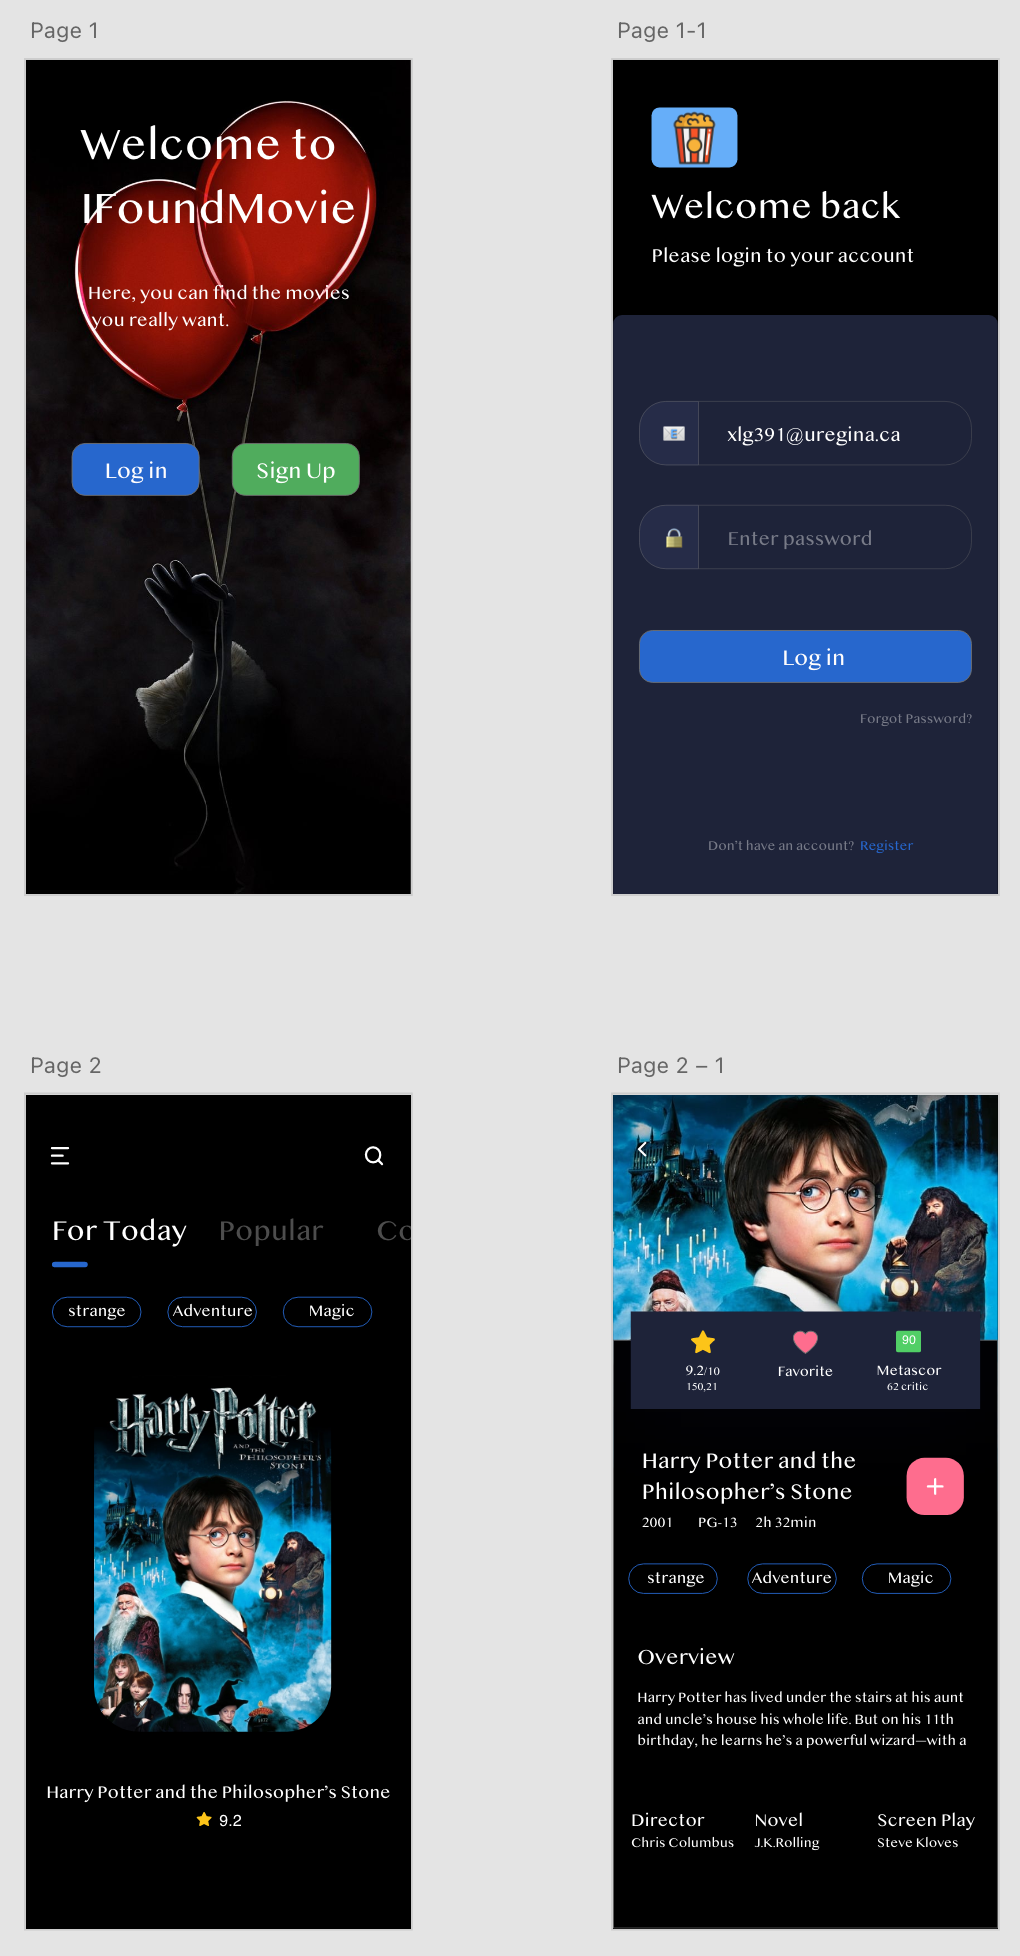 Page 1
Welcome to
IFoundMovie
Here, you can find the movies
you really want.
Log in
Sign Up
Page 1-1
Welcome back
Please login to your account
xlg391@uregina.ca
Enter password
Log in
Forgot Password?
Don't have an account? Register
Page 2
For Today
Popular
Co
strange
Adventure
Magic
Harry Potter
AND THE
PHILOSOPHER'S
STONE
Harry Potter and the Philosopher's Stone
9.2
Page 2 – 1
9.2/10
150,21
Favorite
90
Metascor
62 critic
Harry Potter and the
Philosopher's Stone
2001 PG-13 2h 32min
strange
Adventure
Magic
Overview
Harry Potter has lived under the stairs at his aunt
and uncle's house his whole life. But on his 11th
birthday, he learns he's a powerful wizard—with a
Director
Chris Columbus
Novel
J.K.Rolling
Screen Play
Steve Kloves